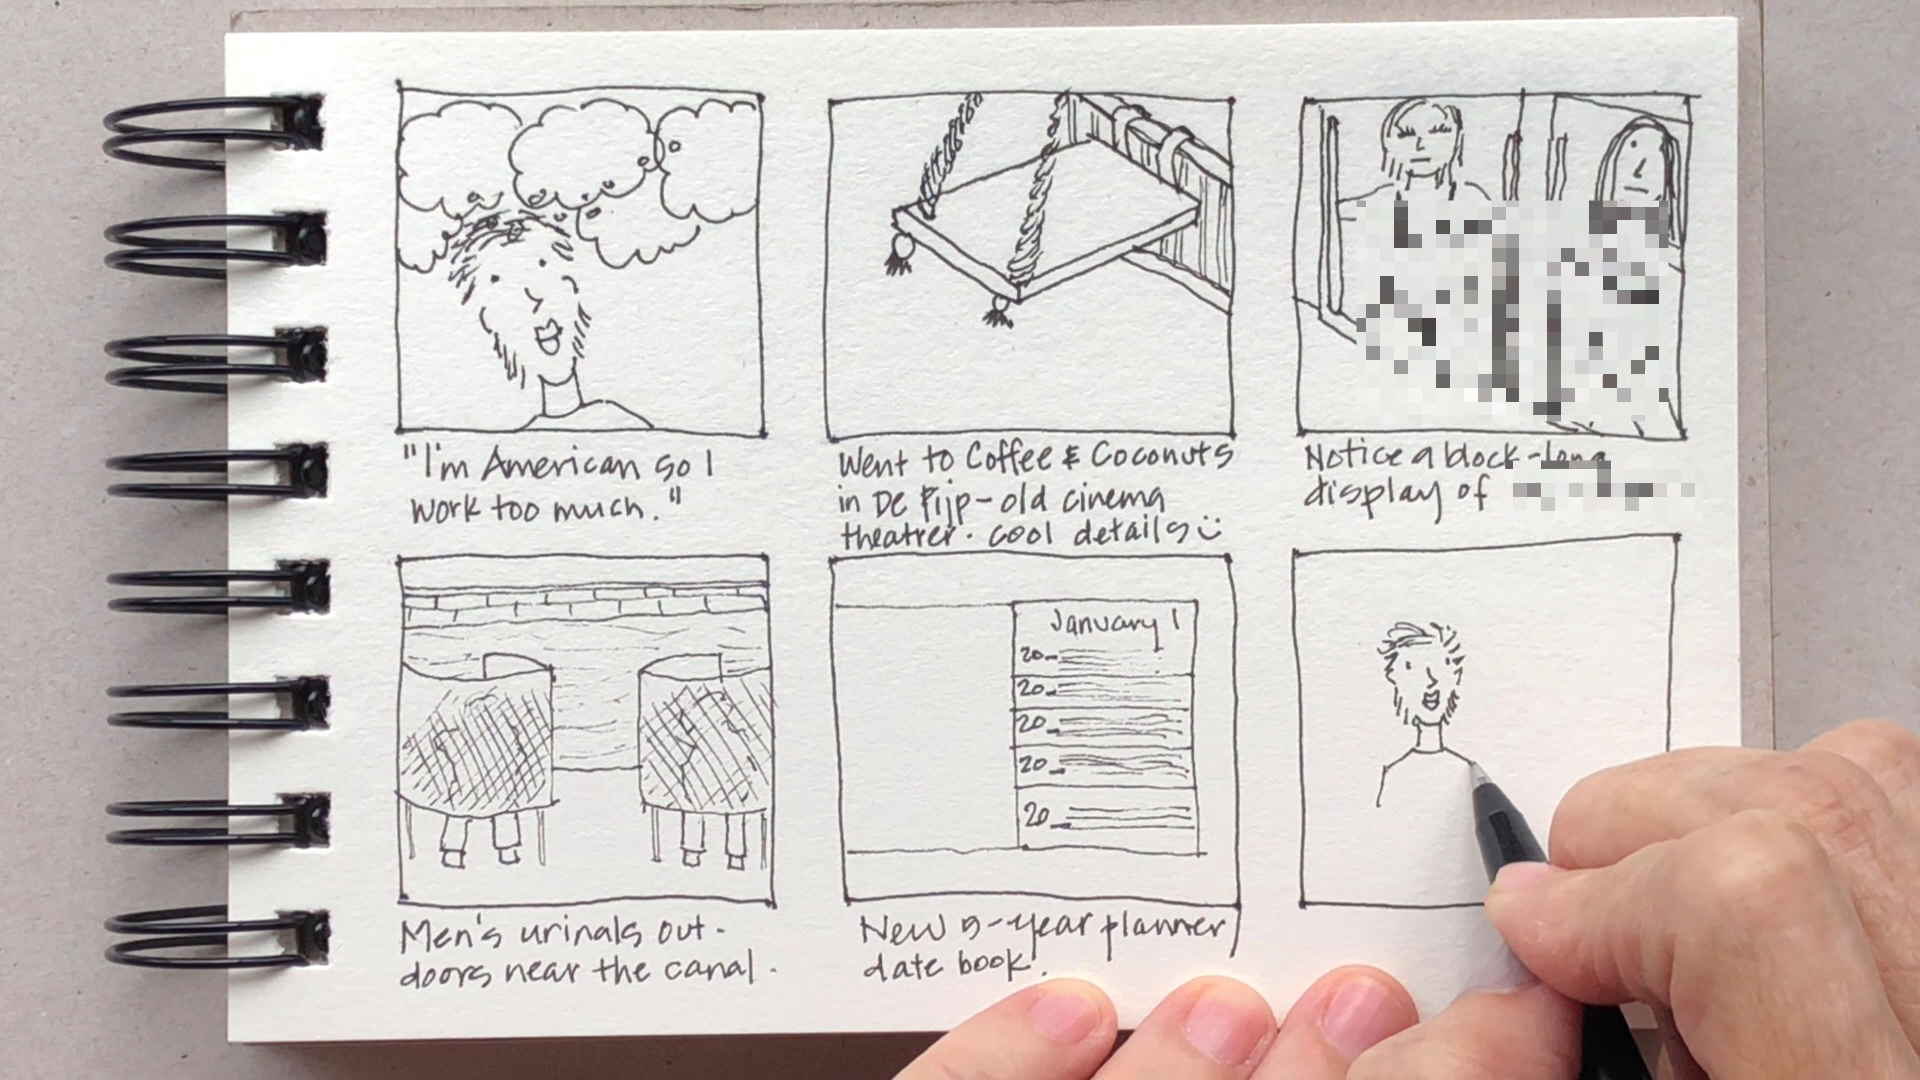 "I'm American so I
work too much."
Went to Coffee & Coconuts
in De Pijp - old cinema
theatrer. cool details
Notice a block-long
display of
January 1
20
20
20
20
20
Men's urinals out-
doors near the canal.
New 5-year planner/
date book!